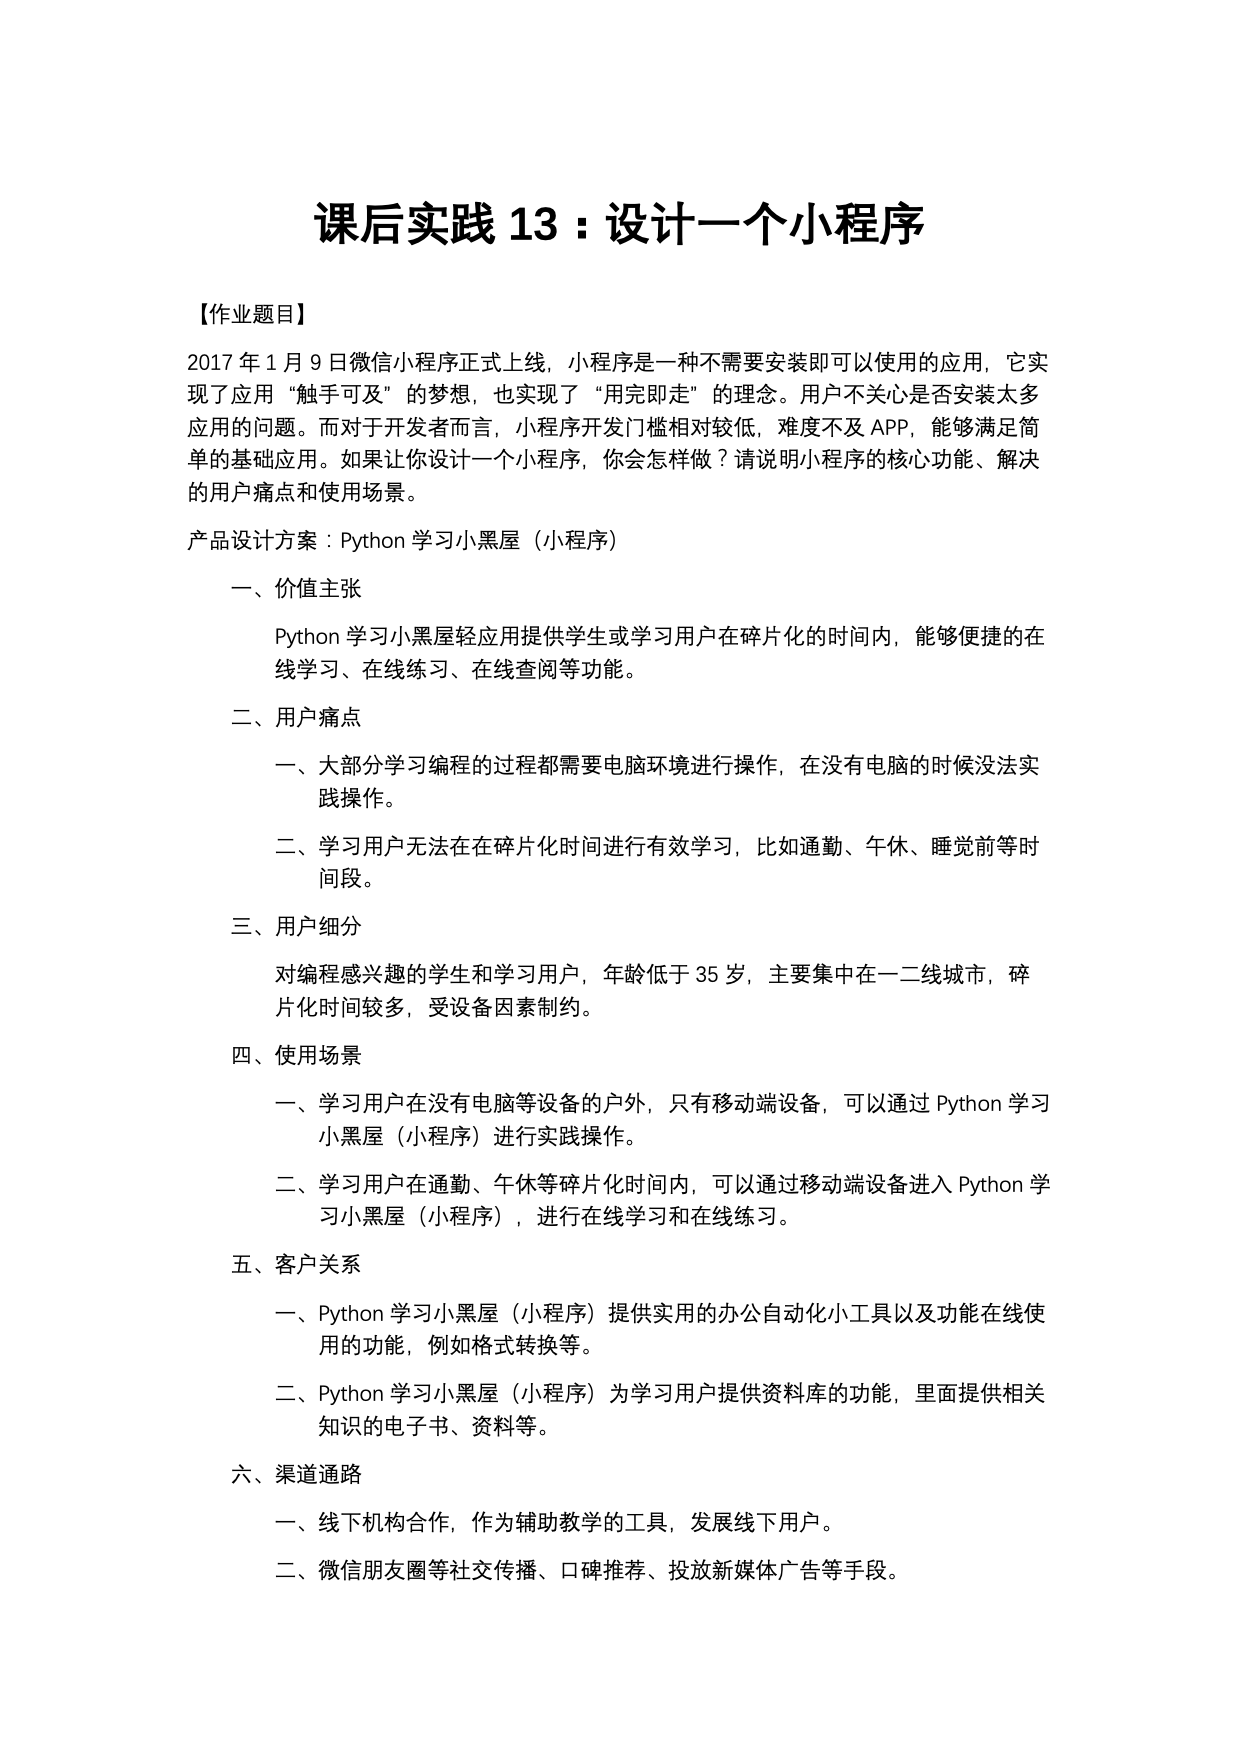 课后实践 13：设计一个小程序
【作业题目】
2017 年 1 月 9 日微信小程序正式上线，小程序是一种不需要安装即可以使用的应用，它实
现了应用“触手可及”的梦想，也实现了“用完即走”的理念。用户不关心是否安装太多
应用的问题。而对于开发者而言，小程序开发门槛相对较低，难度不及 APP，能够满足简
单的基础应用。如果让你设计一个小程序，你会怎样做？请说明小程序的核心功能、解决
的用户痛点和使用场景。
产品设计方案：Python 学习小黑屋（小程序）
一、价值主张
Python 学习小黑屋轻应用提供学生或学习用户在碎片化的时间内，能够便捷的在
线学习、在线练习、在线查阅等功能。
二、用户痛点
一、大部分学习编程的过程都需要电脑环境进行操作，在没有电脑的时候没法实
践操作。
二、学习用户无法在在碎片化时间进行有效学习，比如通勤、午休、睡觉前等时
间段。
三、用户细分
对编程感兴趣的学生和学习用户，年龄低于 35 岁，主要集中在一二线城市，碎
片化时间较多，受设备因素制约。
四、使用场景
一、学习用户在没有电脑等设备的户外，只有移动端设备，可以通过 Python 学习
小黑屋（小程序）进行实践操作。
二、学习用户在通勤、午休等碎片化时间内，可以通过移动端设备进入 Python 学
习小黑屋（小程序），进行在线学习和在线练习。
五、客户关系
一、Python 学习小黑屋（小程序）提供实用的办公自动化小工具以及功能在线使
用的功能，例如格式转换等。
二、Python 学习小黑屋（小程序）为学习用户提供资料库的功能，里面提供相关
知识的电子书、资料等。
六、渠道通路
一、线下机构合作，作为辅助教学的工具，发展线下用户。
二、微信朋友圈等社交传播、口碑推荐、投放新媒体广告等手段。